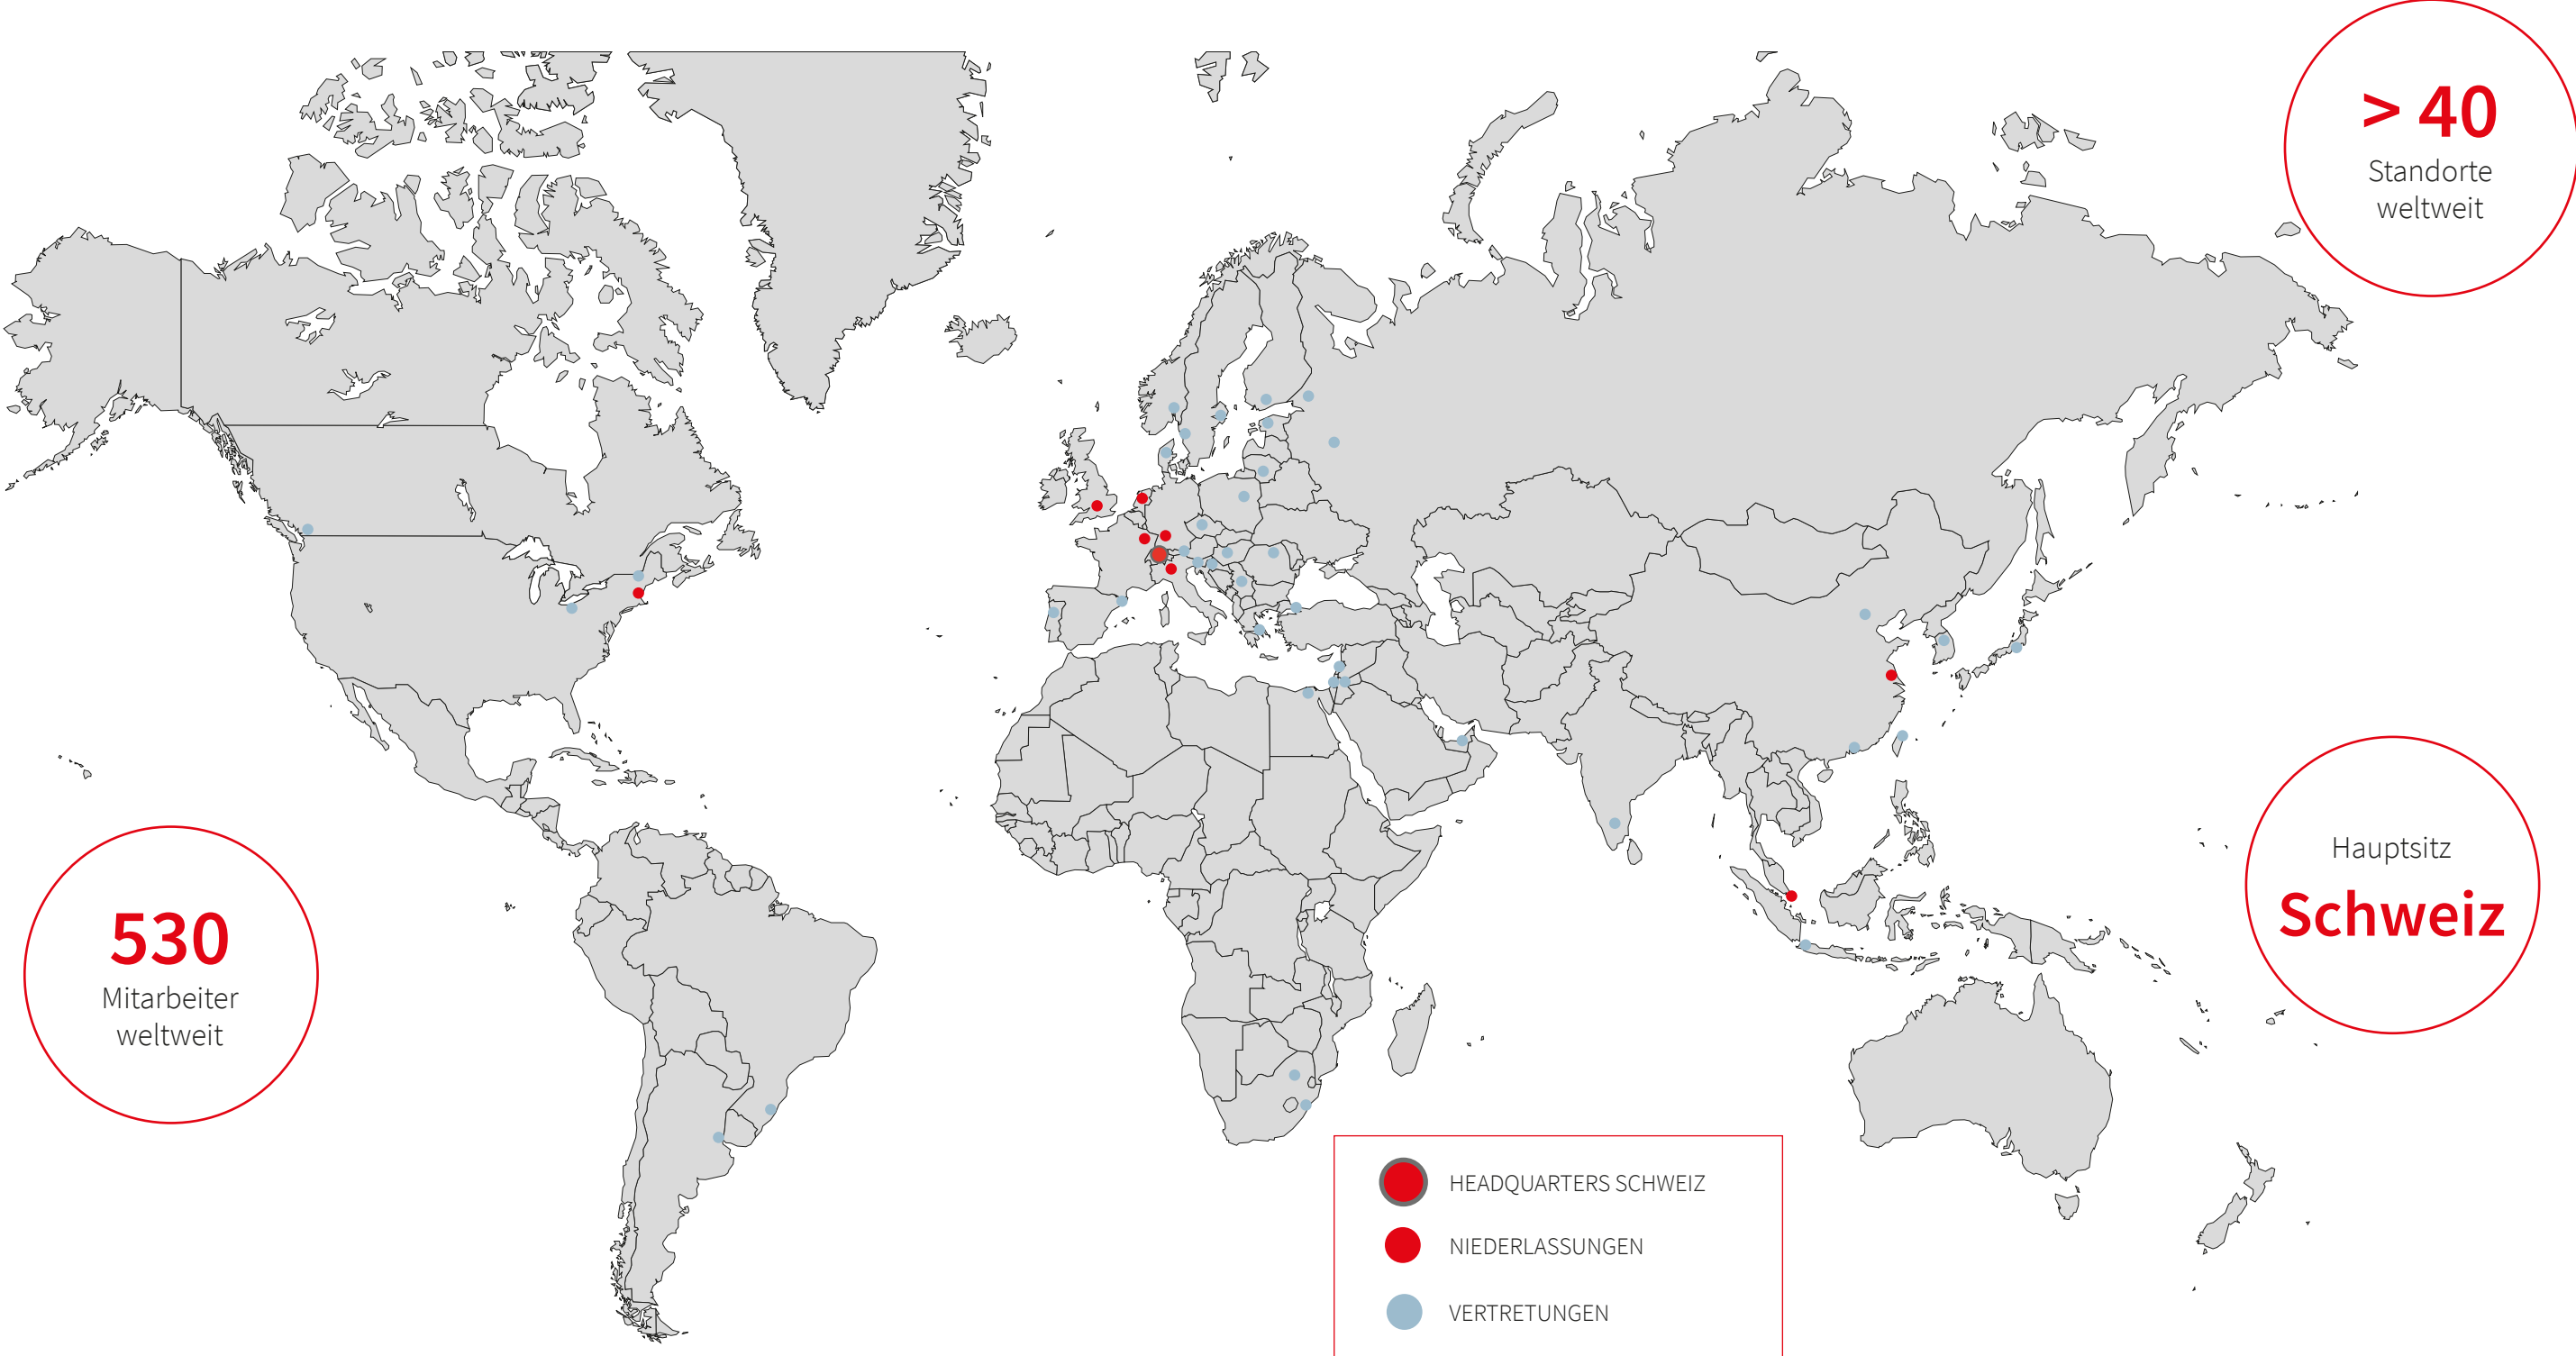 > 40
Standorte
weltweit
530
Mitarbeiter
weltweit
Hauptsitz
Schweiz
HEADQUARTERS SCHWEIZ
NIEDERLASSUNGEN
VERTRETUNGEN